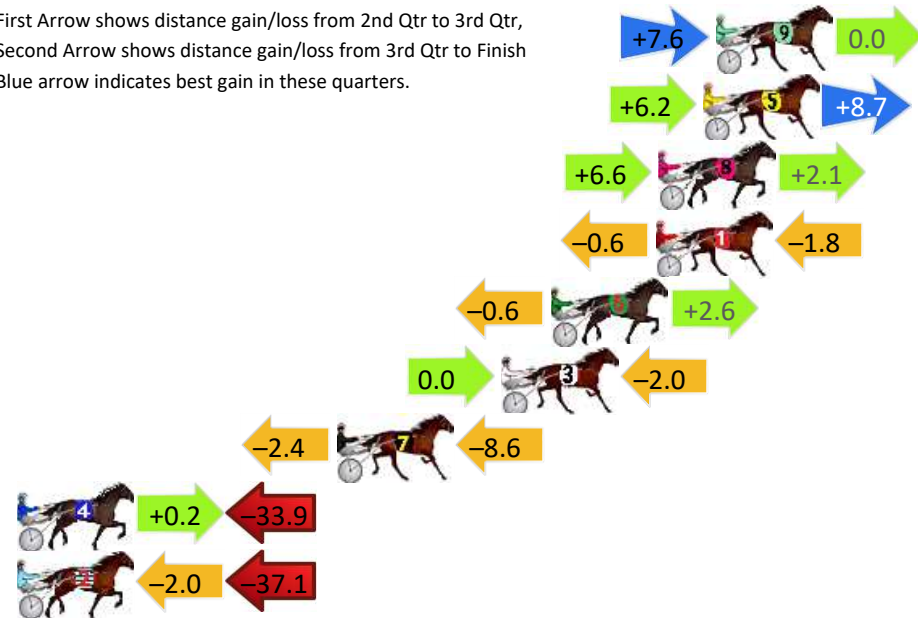 First Arrow shows distance gain/loss from 2nd Qtr to 3rd Qtr,
Second Arrow shows distance gain/loss from 3rd Qtr to Finish
Blue arrow indicates best gain in these quarters.
+7.6 9 0.0
+6.2 5 +8.7
+6.6 8 +2.1
–0.6 1 –1.8
–0.6 +2.6
0.0 3 –2.0
–2.4 7 –8.6
4 +0.2 –33.9
2 –2.0 –37.1